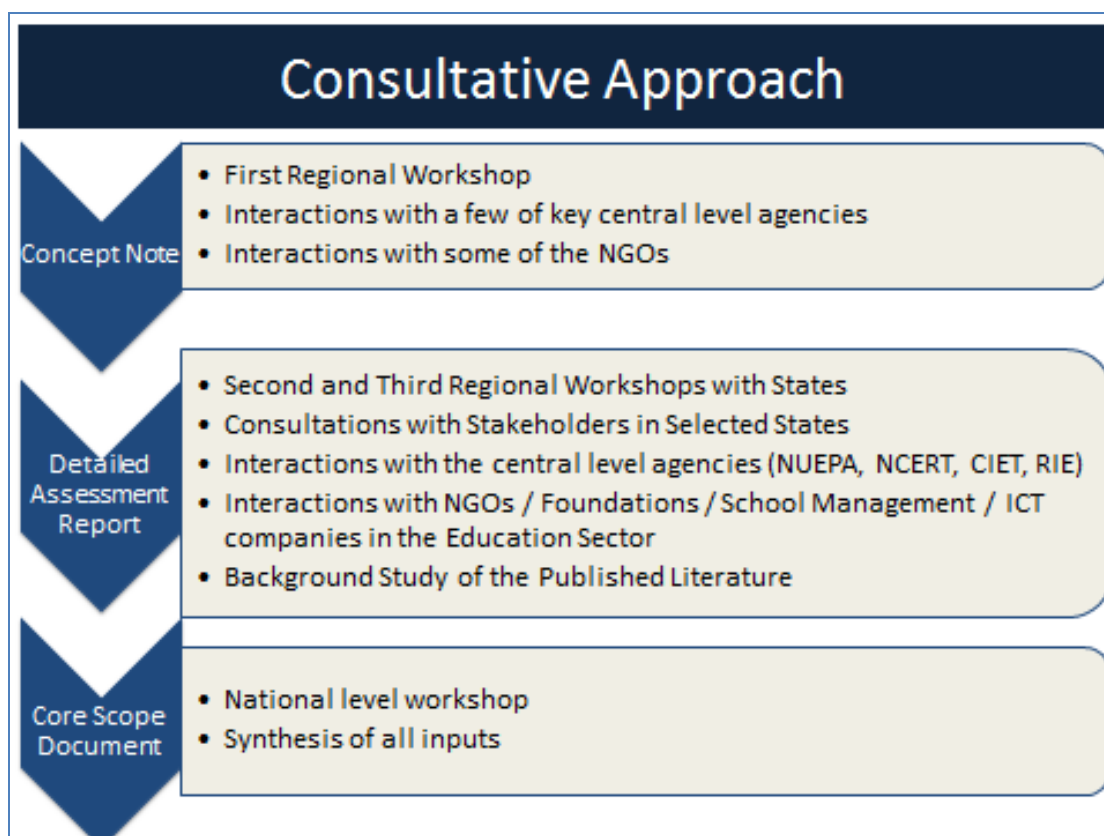 Consultative Approach
Concept Note
• First Regional Workshop
• Interactions with a few of key central level agencies
• Interactions with some of the NGOs
Detailed
Assessment
Report
• Second and Third Regional Workshops with States
• Consultations with Stakeholders in Selected States
• Interactions with the central level agencies (NUEPA, NCERT, CIET, RIE)
• Interactions with NGOs / Foundations / School Management / ICT
companies in the Education Sector
• Background Study of the Published Literature
Core Scope
Document
• National level workshop
• Synthesis of all inputs